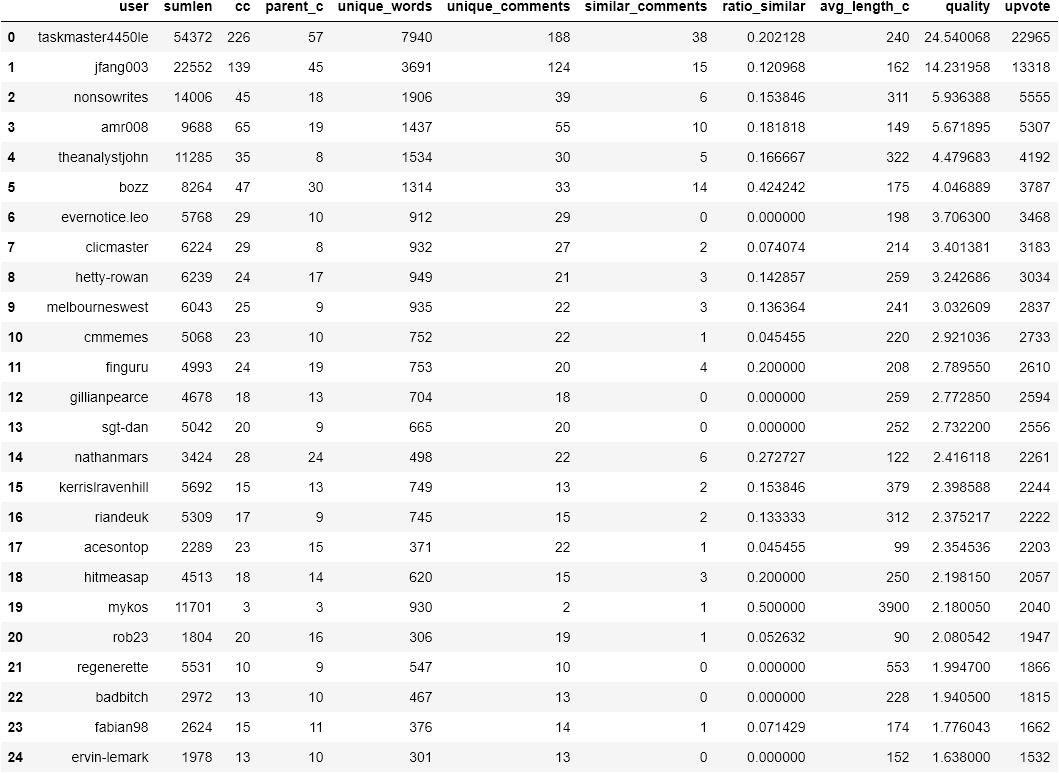 user sumlen cc parent_c unique_words unique_comments similar_comments ratio_similar avg_length_c quality upvote
0 taskmaster4450le 54372 226 57 7940 188 38 0.202128 240 24.540068 22965
1 jfang003 22552 139 45 3691 124 15 0.120968 162 14.231958 13318
2 nonsowrites 14006 45 18 1906 39 6 0.153846 311 5.936388 5555
3 amr008 9688 65 19 1437 55 10 0.181818 149 5.671895 5307
4 theanalystjohn 11285 35 8 1534 30 5 0.166667 322 4.479683 4192
5 bozz 8264 47 30 1314 33 14 0.424242 175 4.046889 3787
6 evernotice.leo 5768 29 10 912 29 0 0.000000 198 3.706300 3468
7 clicmaster 6224 29 8 932 27 2 0.074074 214 3.401381 3183
8 hetty-rowan 6239 24 17 949 21 3 0.142857 259 3.242686 3034
9 melbourneswest 6043 25 9 935 22 3 0.136364 241 3.032609 2837
10 cmmemes 5068 23 10 752 22 1 0.045455 220 2.921036 2733
11 finguru 4993 24 19 753 20 4 0.200000 208 2.789550 2610
12 gillianpearce 4678 18 13 704 18 0 0.000000 259 2.772850 2594
13 sgt-dan 5042 20 9 665 20 0 0.000000 252 2.732200 2556
14 nathanmars 3424 28 24 498 22 6 0.272727 122 2.416118 2261
15 kerrislravenhill 5692 15 13 749 13 2 0.153846 379 2.398588 2244
16 riandeuk 5309 17 9 745 15 2 0.133333 312 2.375217 2222
17 acesontop 2289 23 15 371 22 1 0.045455 99 2.354536 2203
18 hitmeasap 4513 18 14 620 15 3 0.200000 250 2.198150 2057
19 mykos 11701 3 3 930 2 1 0.500000 3900 2.180050 2040
20 rob23 1804 20 16 306 19 1 0.052632 90 2.080542 1947
21 regenerette 5531 10 9 547 10 0 0.000000 553 1.994700 1866
22 badbitch 2972 13 10 467 13 0 0.000000 228 1.940500 1815
23 fabian98 2624 15 11 376 14 1 0.071429 174 1.776043 1662
24 ervin-lemark 1978 13 10 301 13 0 0.000000 152 1.638000 1532